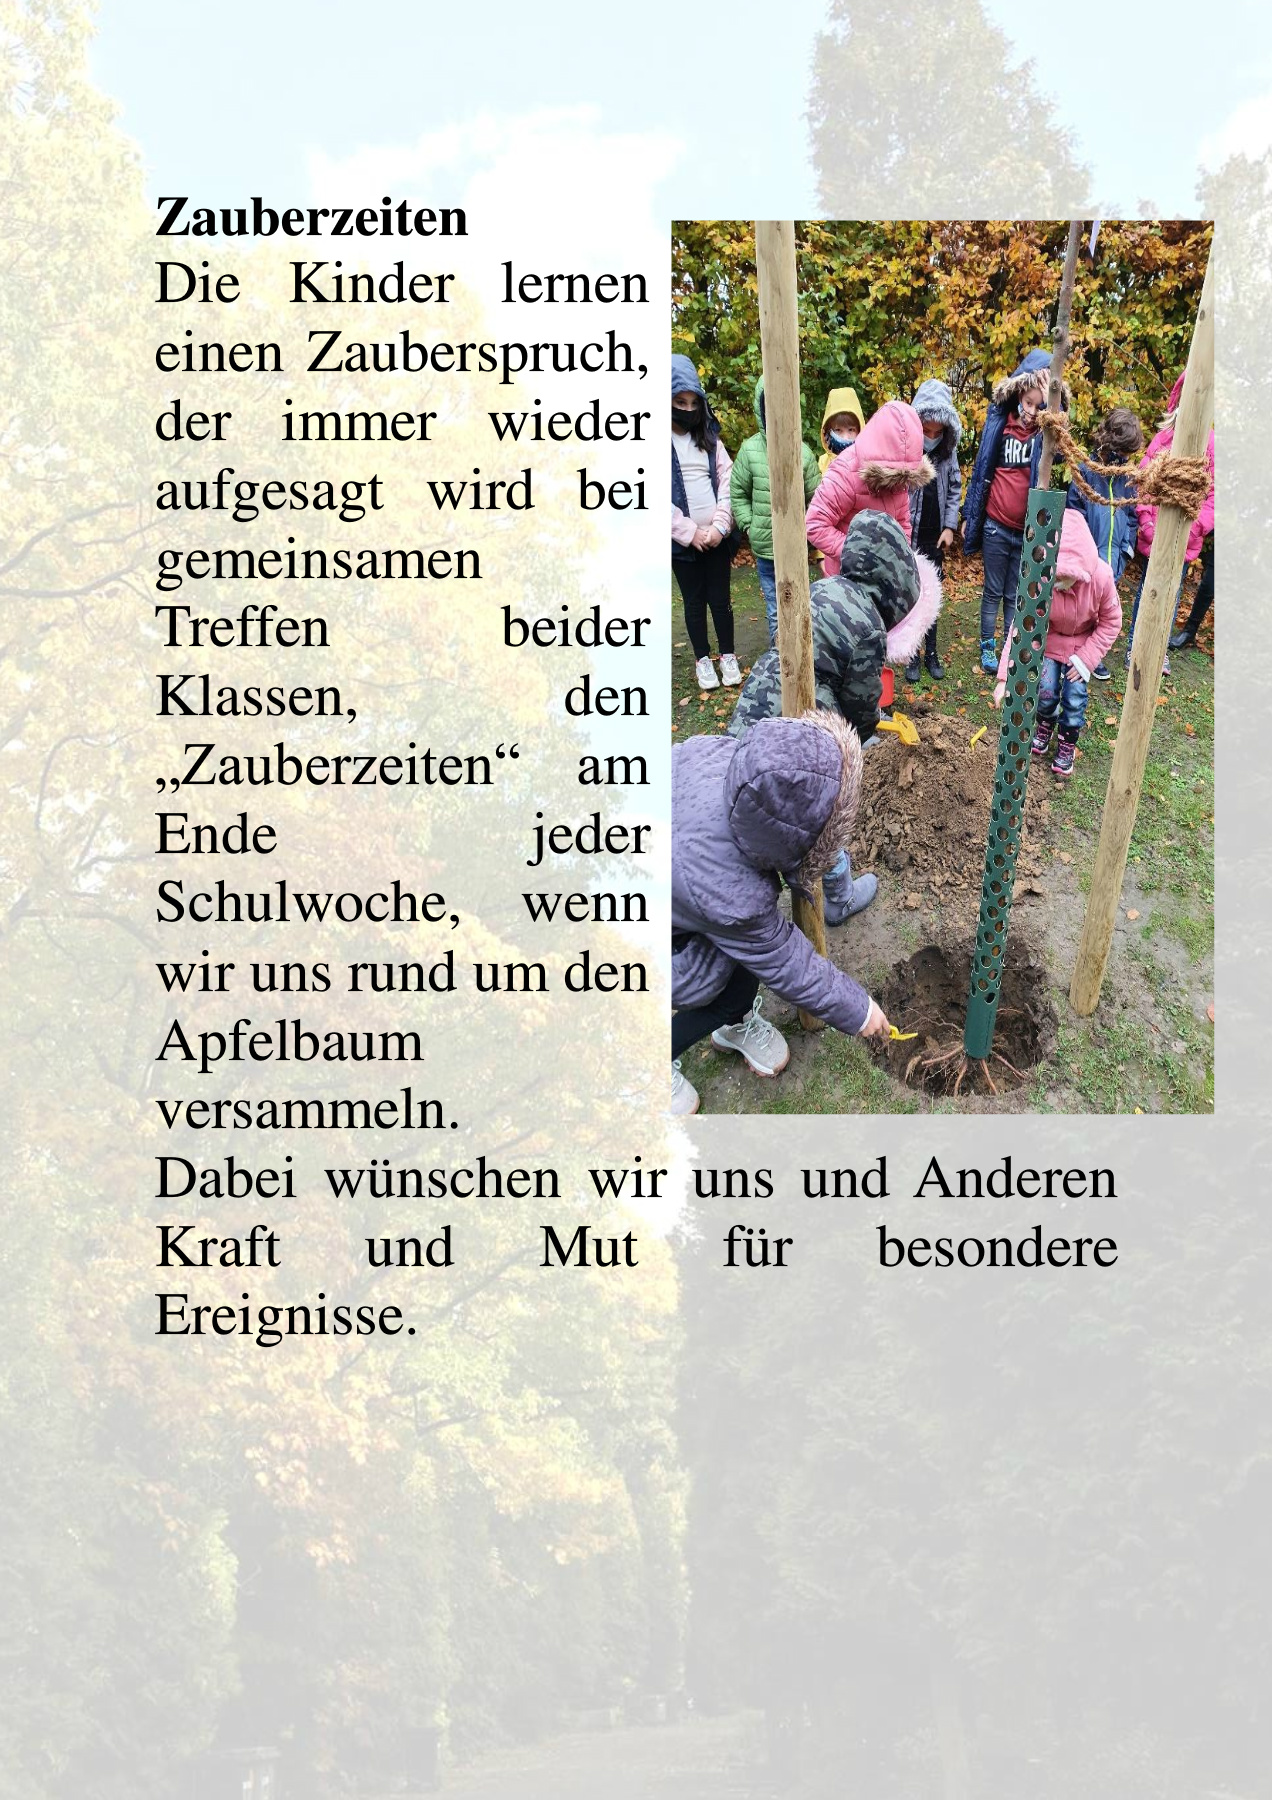 Zauberzeiten
Die Kinder lernen
einen Zauberspruch,
der immer wieder
aufgesagt wird bei
gemeinsamen
Treffen beider
Klassen, den
„Zauberzeiten“ am
Ende jeder
Schulwoche, wenn
wir uns rund um den
Apfelbaum
versammeln.
Dabei wünschen wir uns und Anderen
Kraft und Mut für besondere
Ereignisse.
HRL